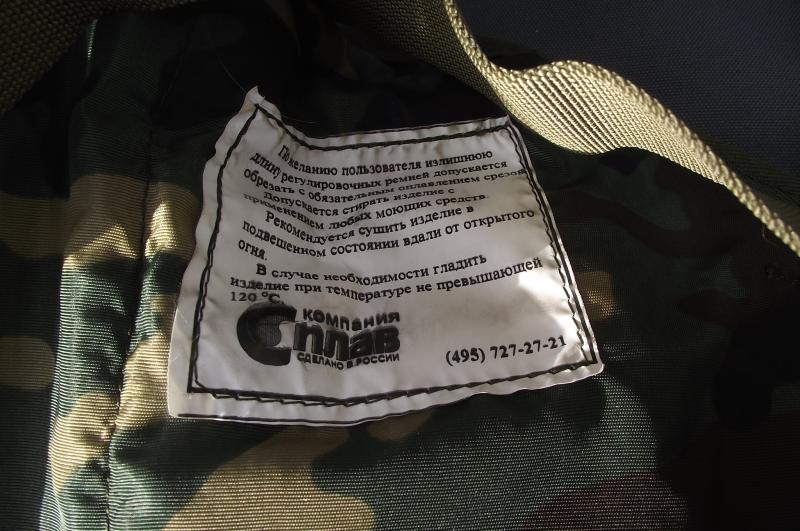 По желанию пользователя излишнюю
длину регулировочных ремней допускается
обрезать с обязательным оплавлением срезов
Допускается стирать изделие с
применением любых моющих средств.
Рекомендуется сушить изделие в
подвешенном состоянии вдали от открытого
огня.
В случае необходимости гладить
изделие при температуре не превышающей
120 °С.
КОМПАНИЯ
Сплав
СДЕЛАНО В РОССИИ
(495) 727-27-21